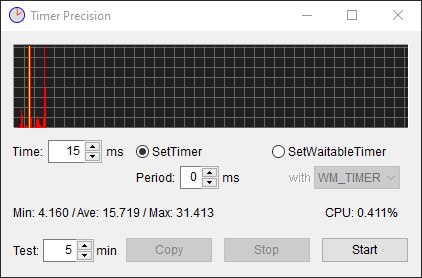 Timer Precision
Time: 15 ms SetTimer SetWaitableTimer
Period: 0 ms with WM_TIMER
Min: 4.160 / Ave: 15.719 / Max: 31.413 CPU: 0.411%
Test: 5 min Copy Stop Start